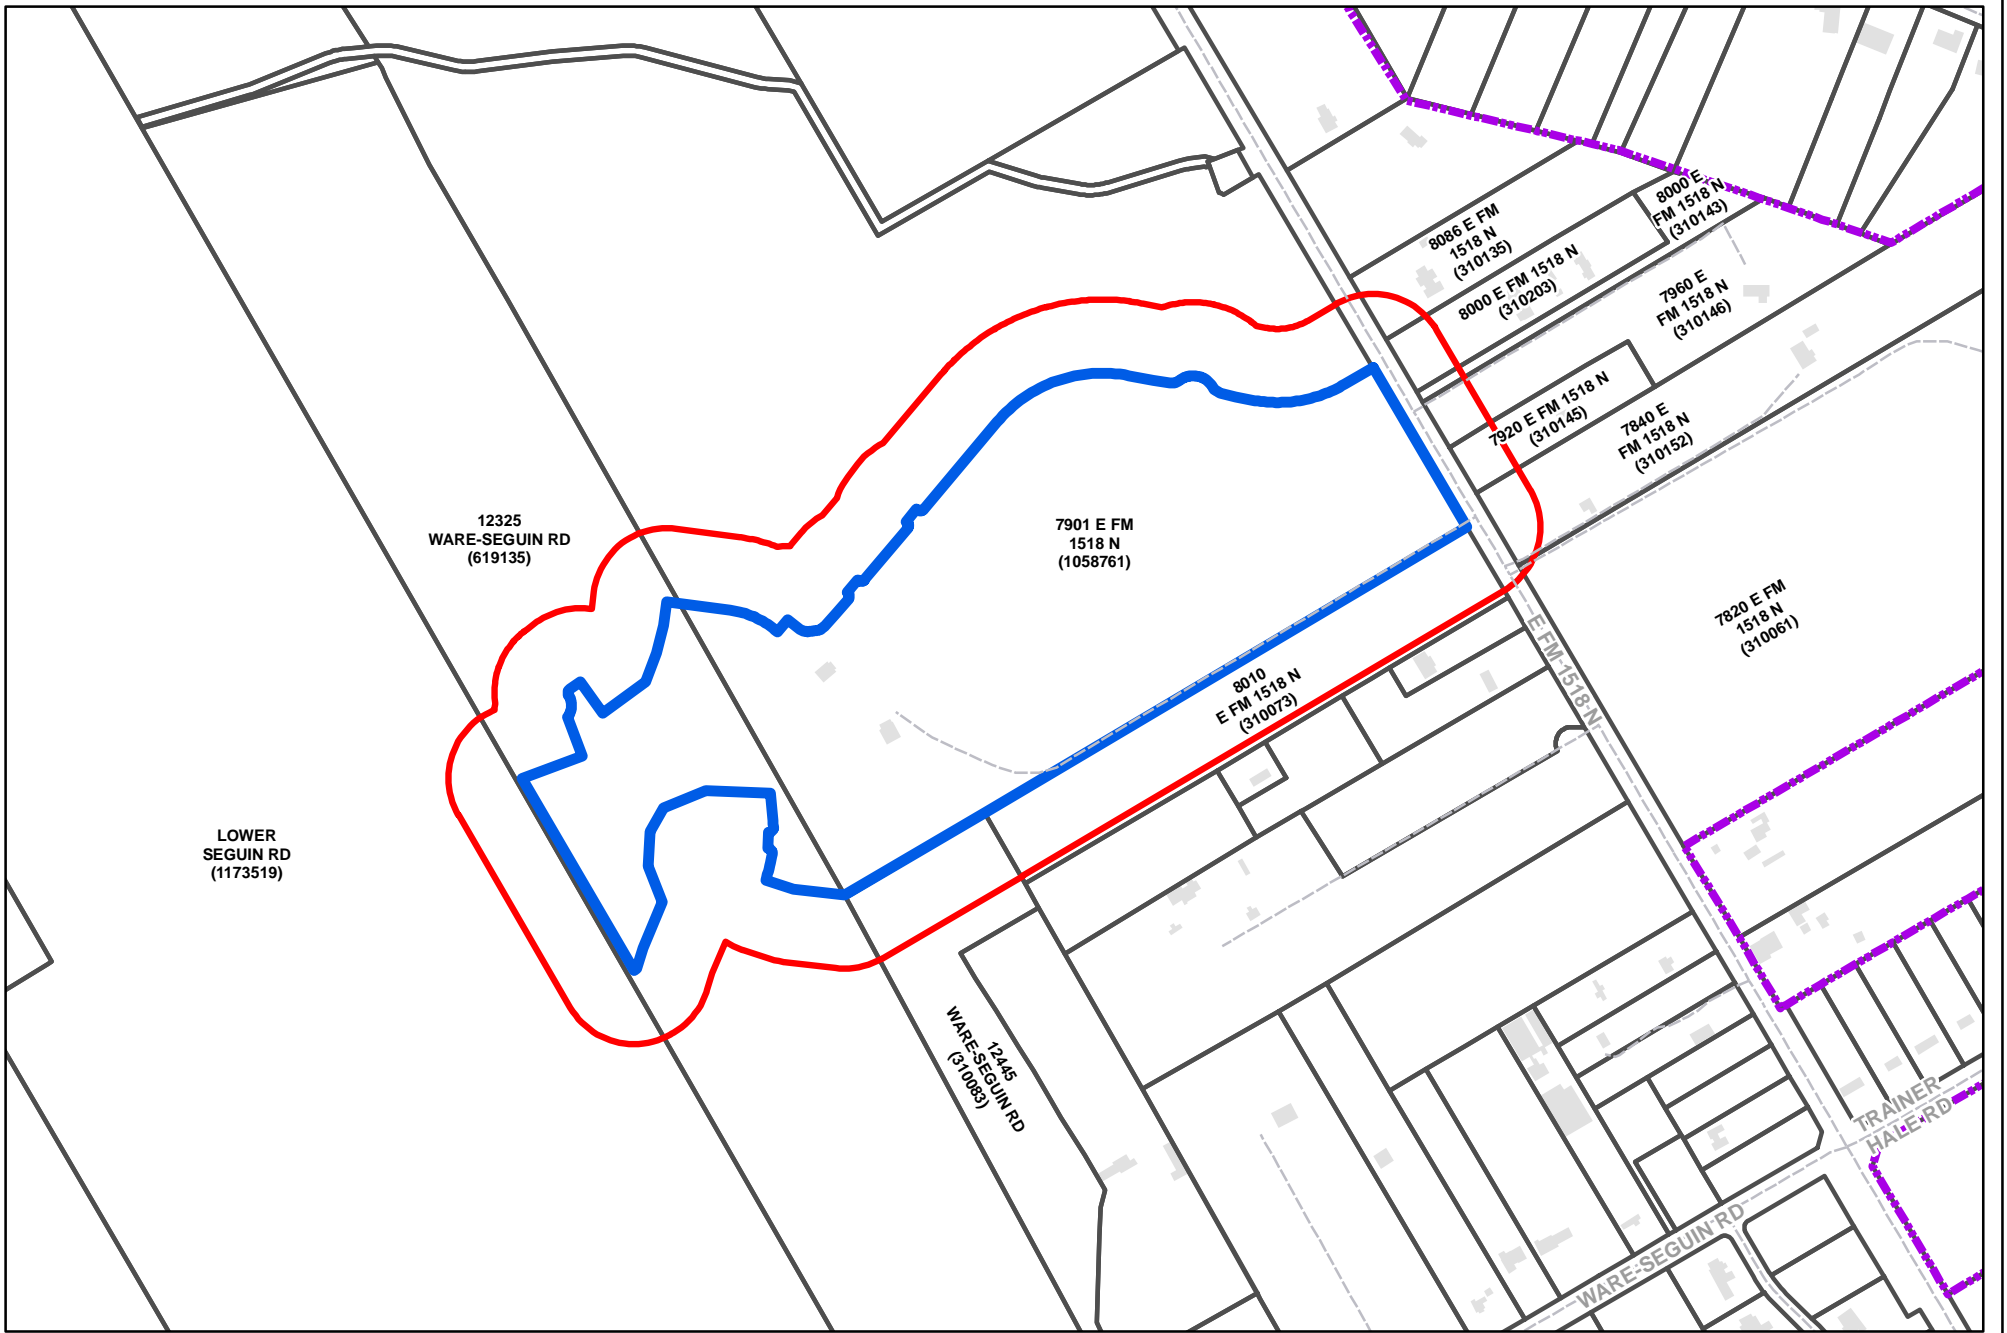 8000 E
FM 1518 N
(310143)
8086 E FM
1518 N
(310135)
8000 E FM 1518 N
(310203)
7960 E
FM 1518 N
(310146)
7920 E FM 1518 N
(310145)
7840 E
FM 1518 N
(310152)
12325
WARE-SEGUIN RD
(619135)
7901 E FM
1518 N
(1058761)
7820 E FM
1518 N
(310061)
E FM 1518 N
8010
E FM 1518 N
(310073)
LOWER
SEGUIN RD
(1173519)
12445
WARE-SEGUIN RD
(310083)
TRAINER
HALE RD
WARE-SEGUIN RD